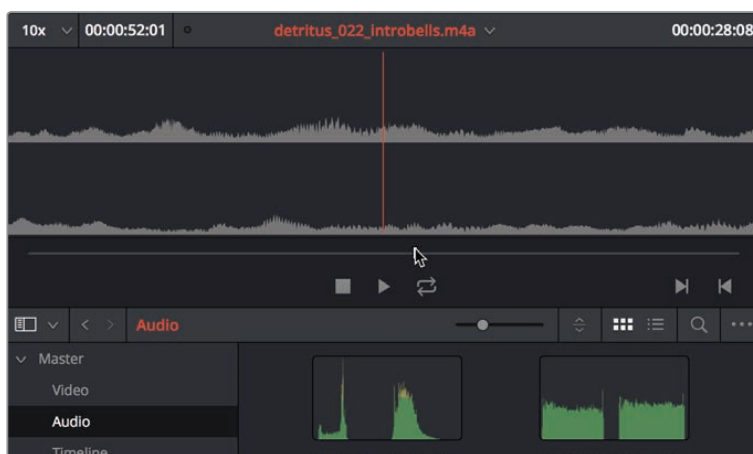 10x 00:00:52:01 detritus_022_introbells.m4a 00:00:28:08
Audio
Master
Video
Audio
Timeline